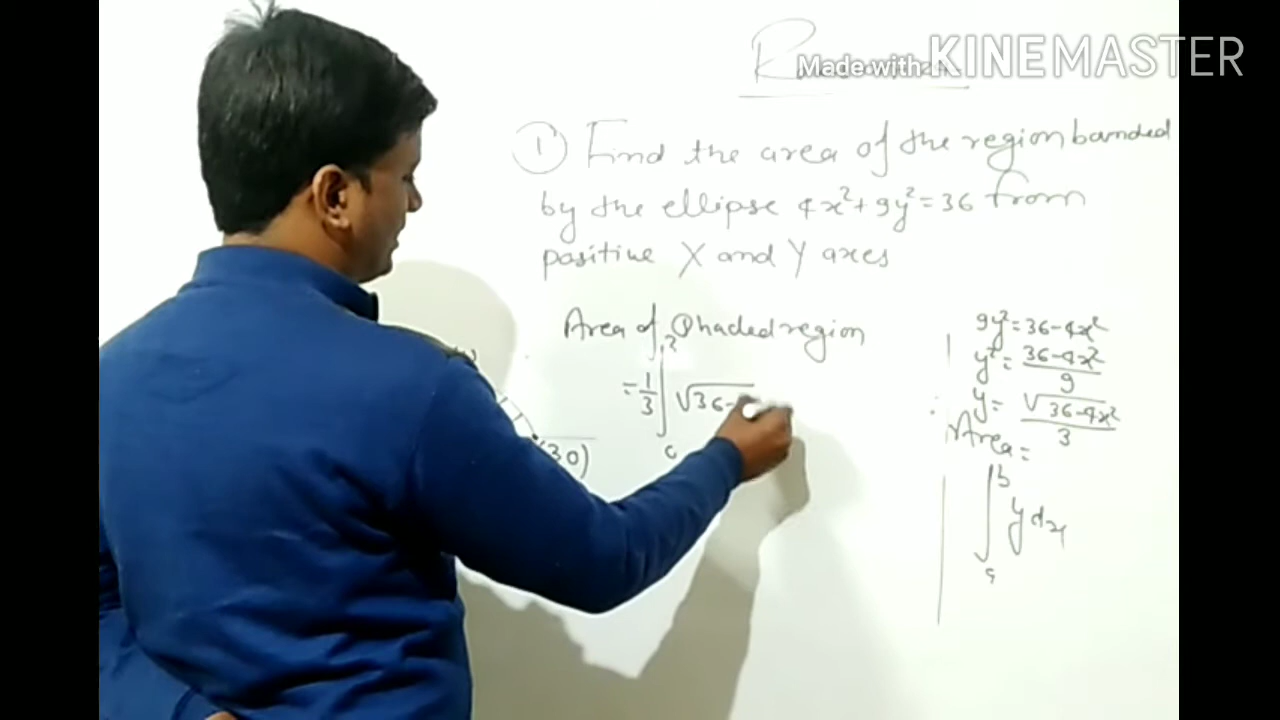 Made with KINEMASTER
① Find the area of the region bounded
by the ellipse 4x²+9y²=36 from
positive X and Y axes
Area of Shaded region
= 1/3 ∫ √36-
(30)
9y²=36-4x²
y²= 36-4x²/9
y= √36-4x²/3
Area=
∫ y dx